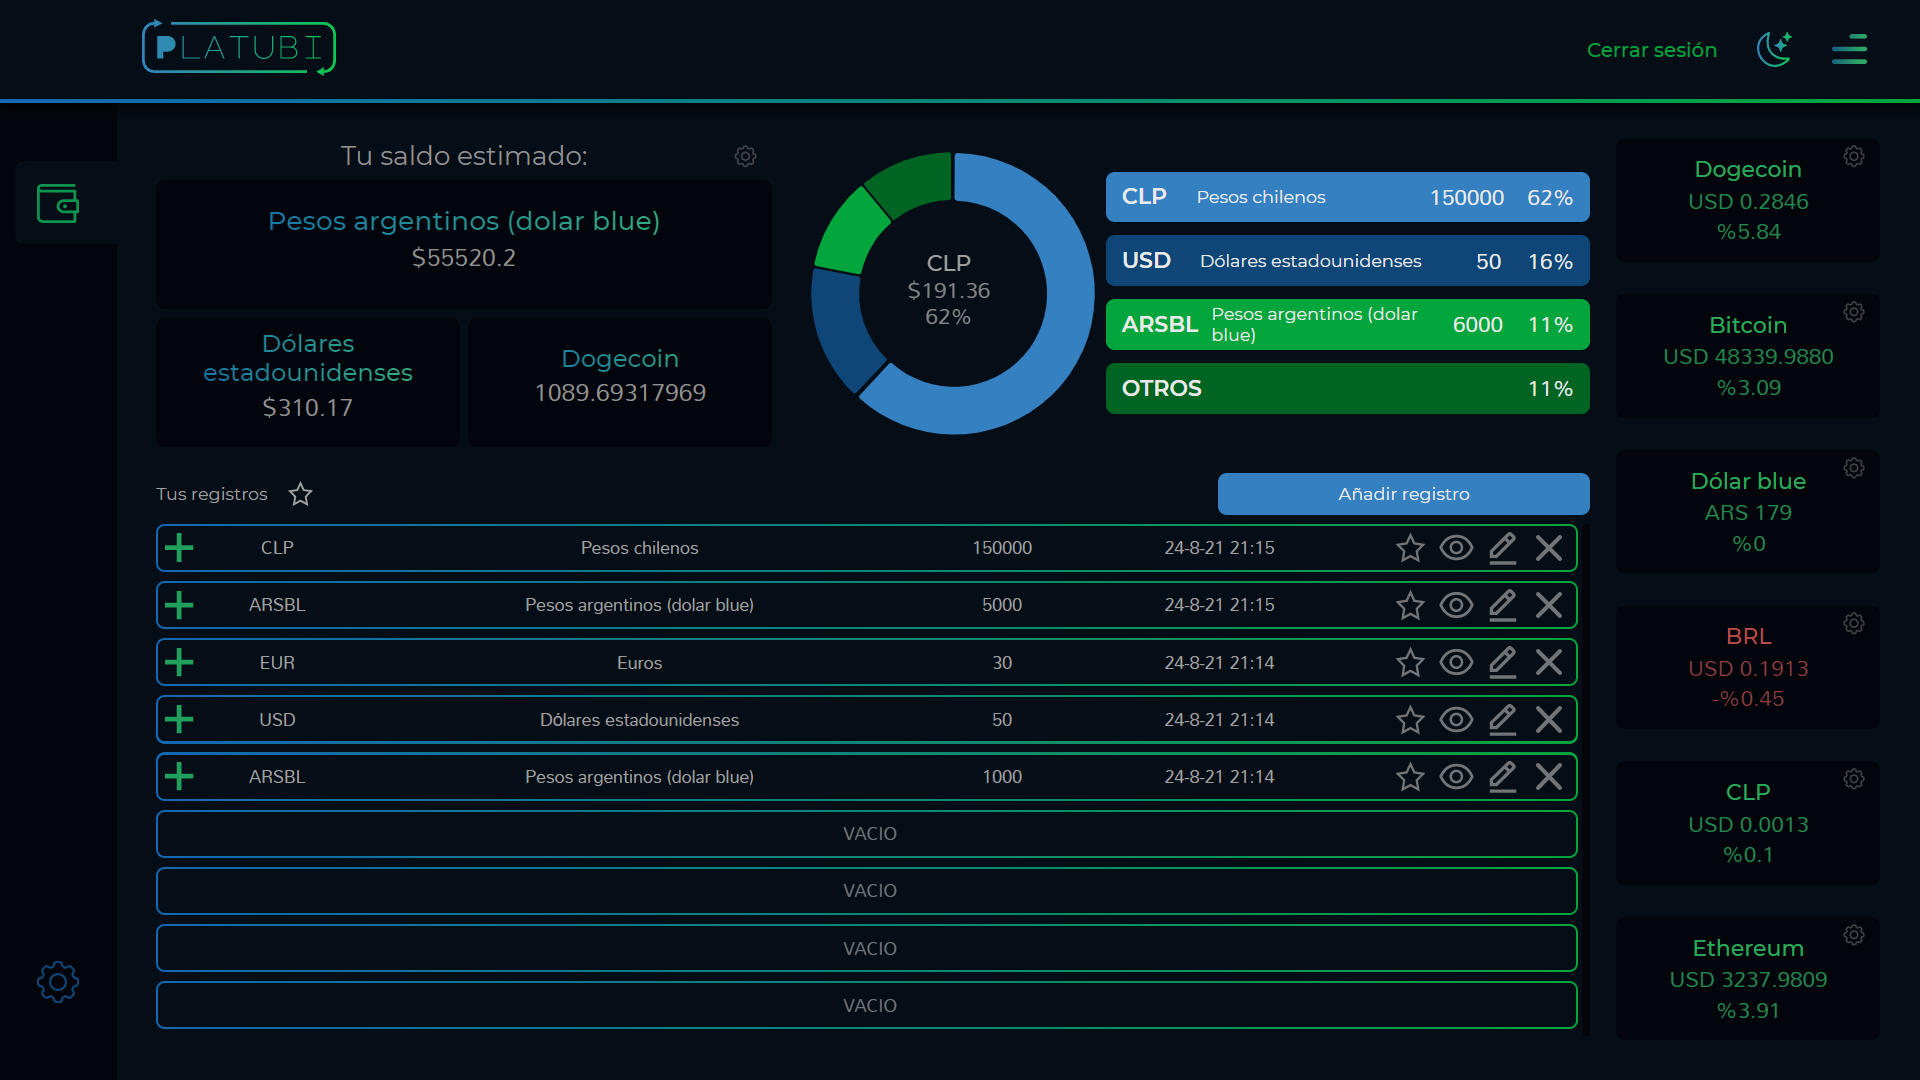 PLATUBI
Cerrar sesión
Tu saldo estimado:
Pesos argentinos (dolar blue)
$55520.2
Dólares
estadounidenses
$310.17
Dogecoin
1089.69317969
CLP
$191.36
62%
CLP Pesos chilenos 150000 62%
USD Dólares estadounidenses 50 16%
ARSBL Pesos argentinos (dolar
blue) 6000 11%
OTROS 11%
Tus registros
Añadir registro
CLP Pesos chilenos 150000 24-8-21 21:15
ARSBL Pesos argentinos (dolar blue) 5000 24-8-21 21:15
EUR Euros 30 24-8-21 21:14
USD Dólares estadounidenses 50 24-8-21 21:14
ARSBL Pesos argentinos (dolar blue) 1000 24-8-21 21:14
VACIO
VACIO
VACIO
VACIO
Dogecoin
USD 0.2846
%5.84
Bitcoin
USD 48339.9880
%3.09
Dólar blue
ARS 179
%0
BRL
USD 0.1913
-%0.45
CLP
USD 0.0013
%0.1
Ethereum
USD 3237.9809
%3.91